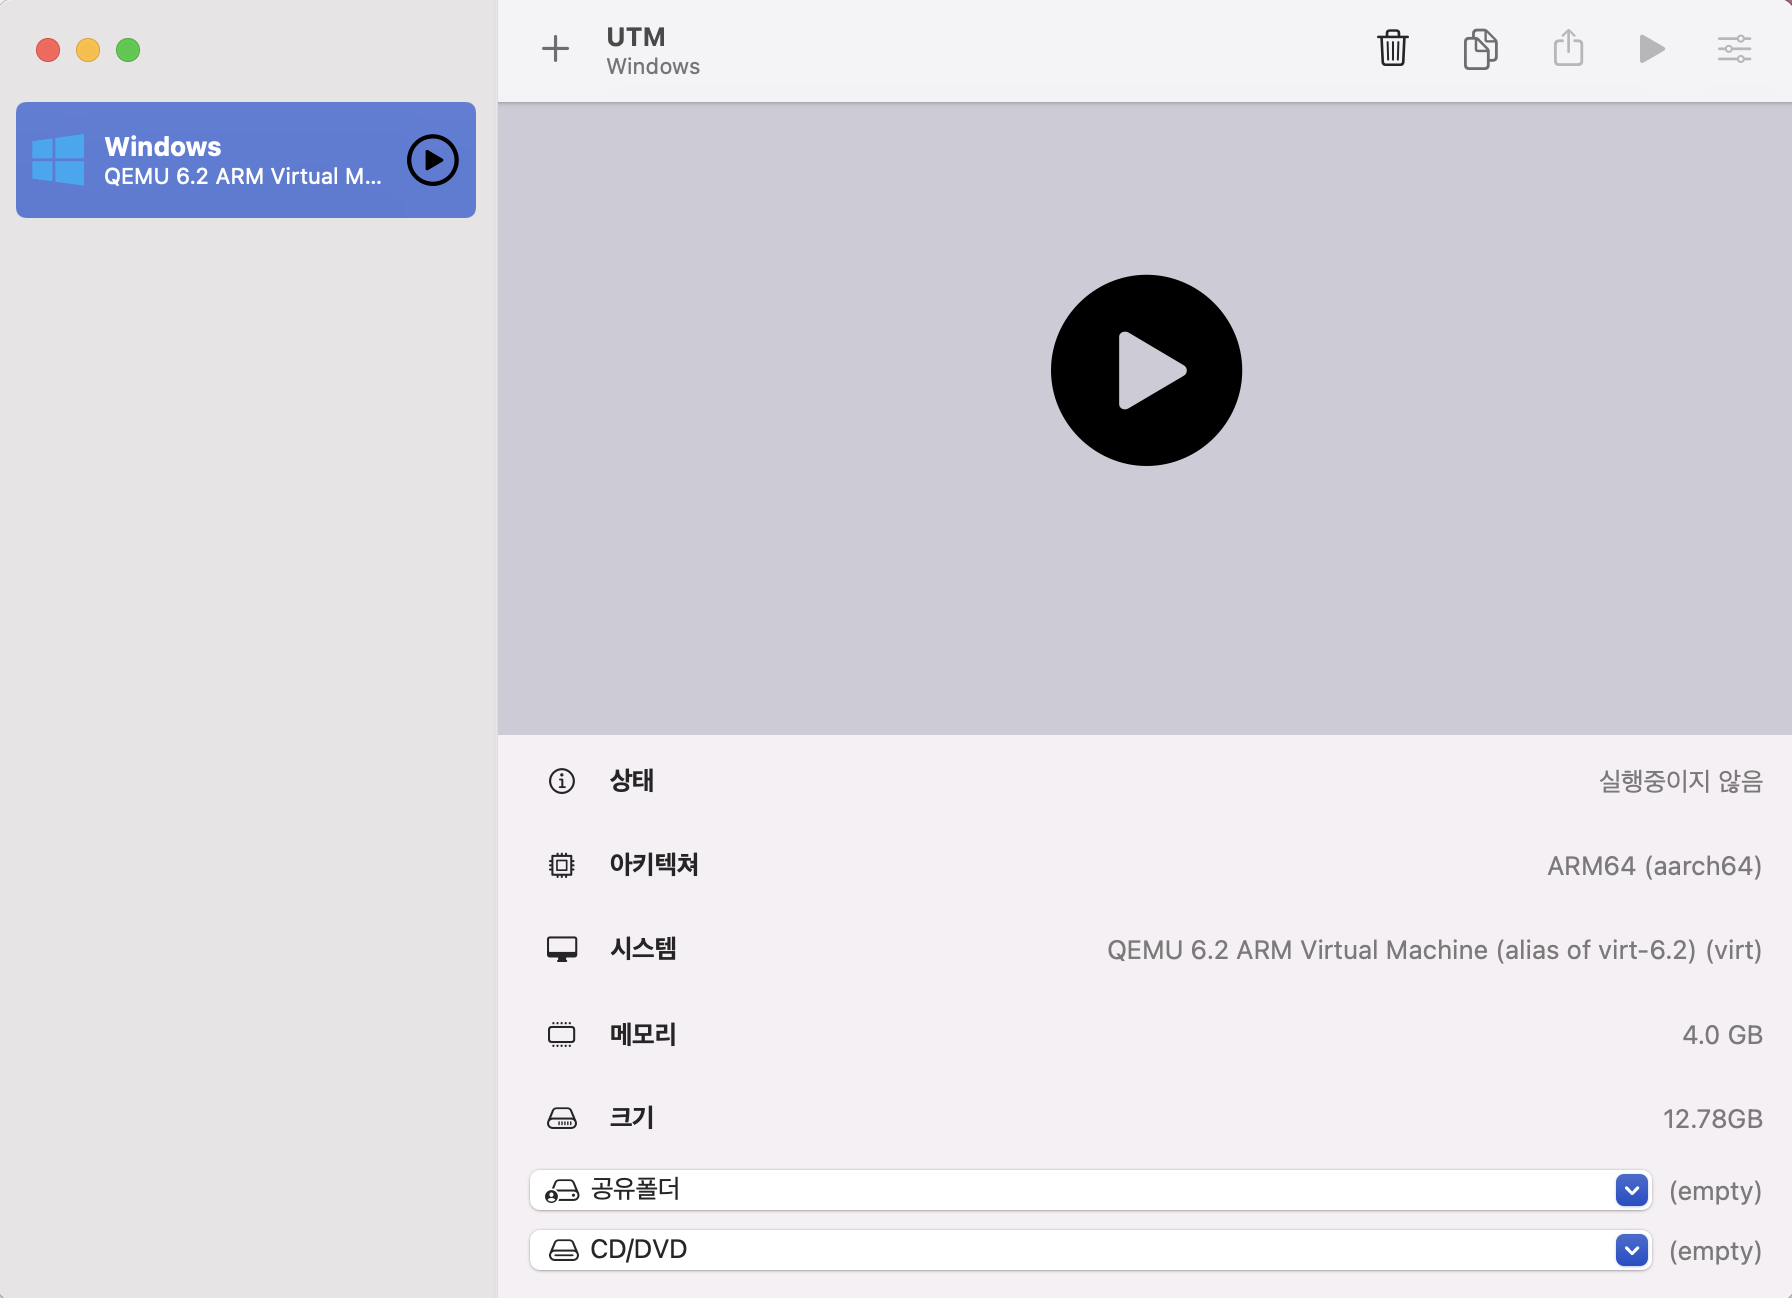 UTM
Windows
Windows
QEMU 6.2 ARM Virtual M...
상태
실행중이지 않음
아키텍쳐
ARM64 (aarch64)
시스템
QEMU 6.2 ARM Virtual Machine (alias of virt-6.2) (virt)
메모리
4.0 GB
크기
12.78GB
공유폴더
(empty)
CD/DVD
(empty)